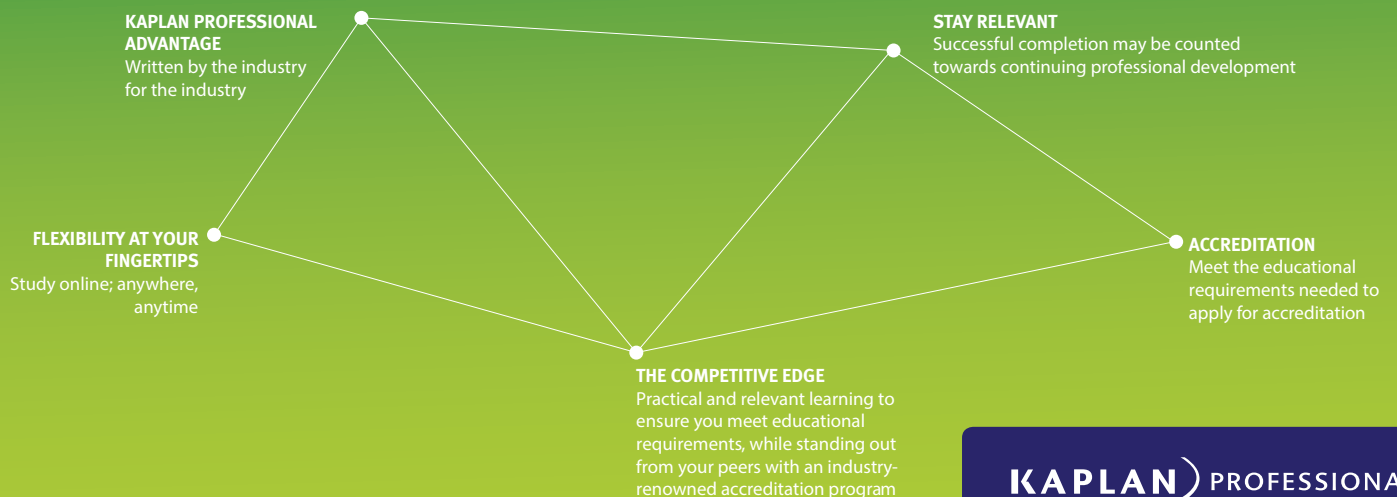 KAPLAN PROFESSIONAL
ADVANTAGE
Written by the industry
for the industry
STAY RELEVANT
Successful completion may be counted
towards continuing professional development
FLEXIBILITY AT YOUR
FINGERTIPS
Study online; anywhere,
anytime
ACCREDITATION
Meet the educational
requirements needed to
apply for accreditation
THE COMPETITIVE EDGE
Practical and relevant learning to
ensure you meet educational
requirements, while standing out
from your peers with an industry-
renowned accreditation program
KAPLAN PROFESSIONA